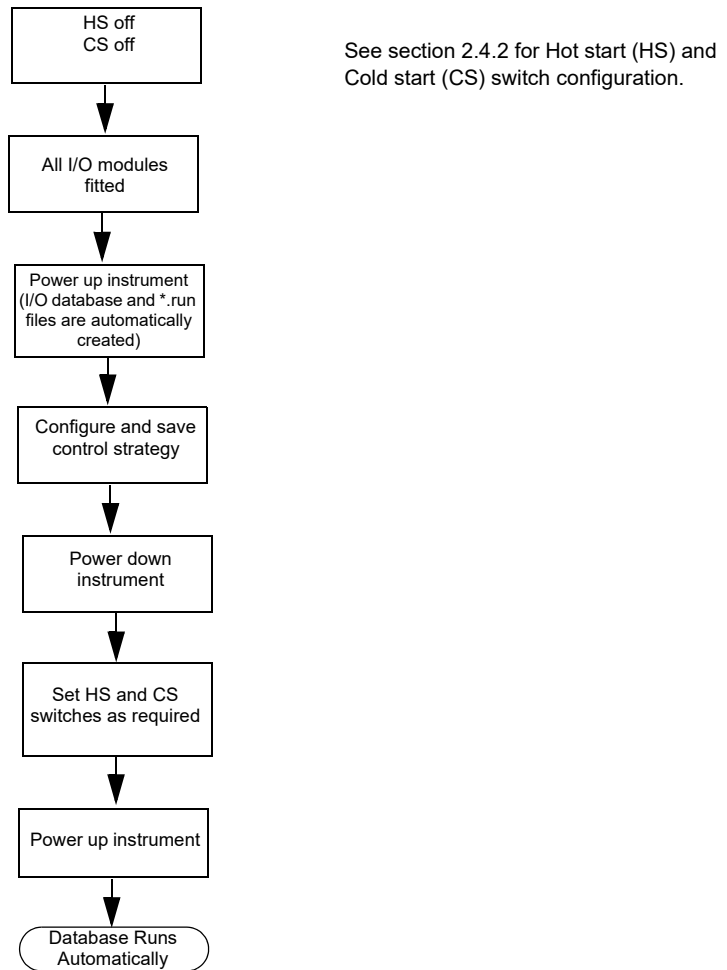 HS off
CS off
See section 2.4.2 for Hot start (HS) and
Cold start (CS) switch configuration.
All I/O modules
fitted
Power up instrument
(I/O database and *.run
files are automatically
created)
Configure and save
control strategy
Power down
instrument
Set HS and CS
switches as required
Power up instrument
Database Runs
Automatically